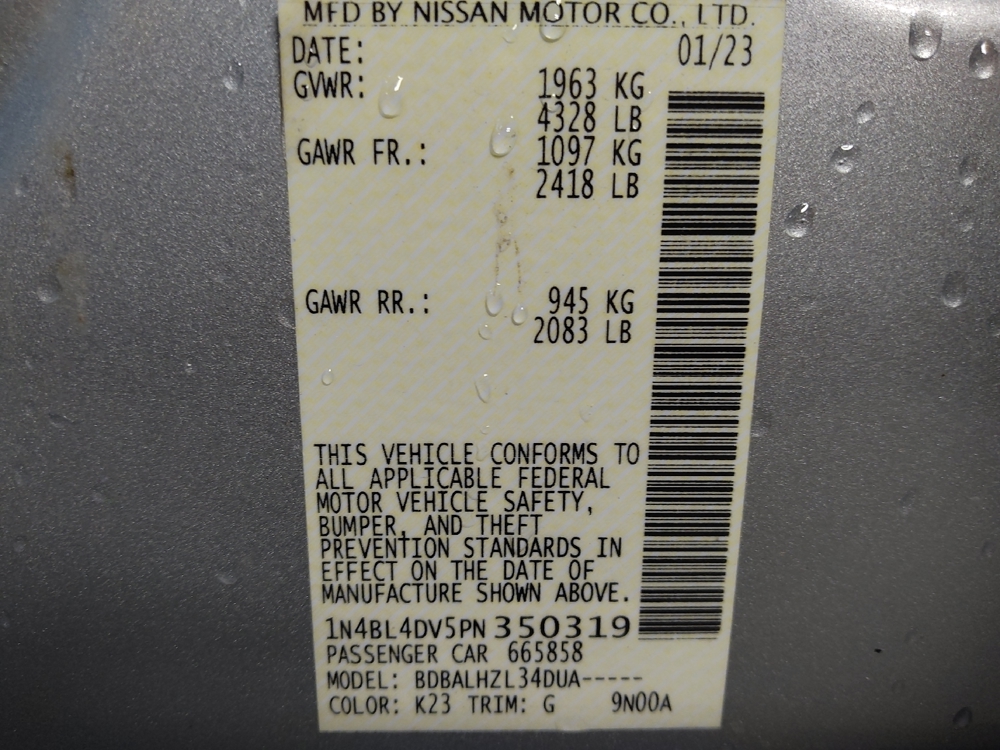 MFD BY NISSAN MOTOR CO., LTD.
DATE: 01/23
GVWR: 1963 KG
4328 LB
GAWR FR.: 1097 KG
2418 LB
GAWR RR.: 945 KG
2083 LB
THIS VEHICLE CONFORMS TO
ALL APPLICABLE FEDERAL
MOTOR VEHICLE SAFETY,
BUMPER, AND THEFT
PREVENTION STANDARDS IN
EFFECT ON THE DATE OF
MANUFACTURE SHOWN ABOVE.
1N4BL4DV5PN350319
PASSENGER CAR 665858
MODEL: BDBALHZL34DUA-----
COLOR: K23 TRIM: G 9N00A